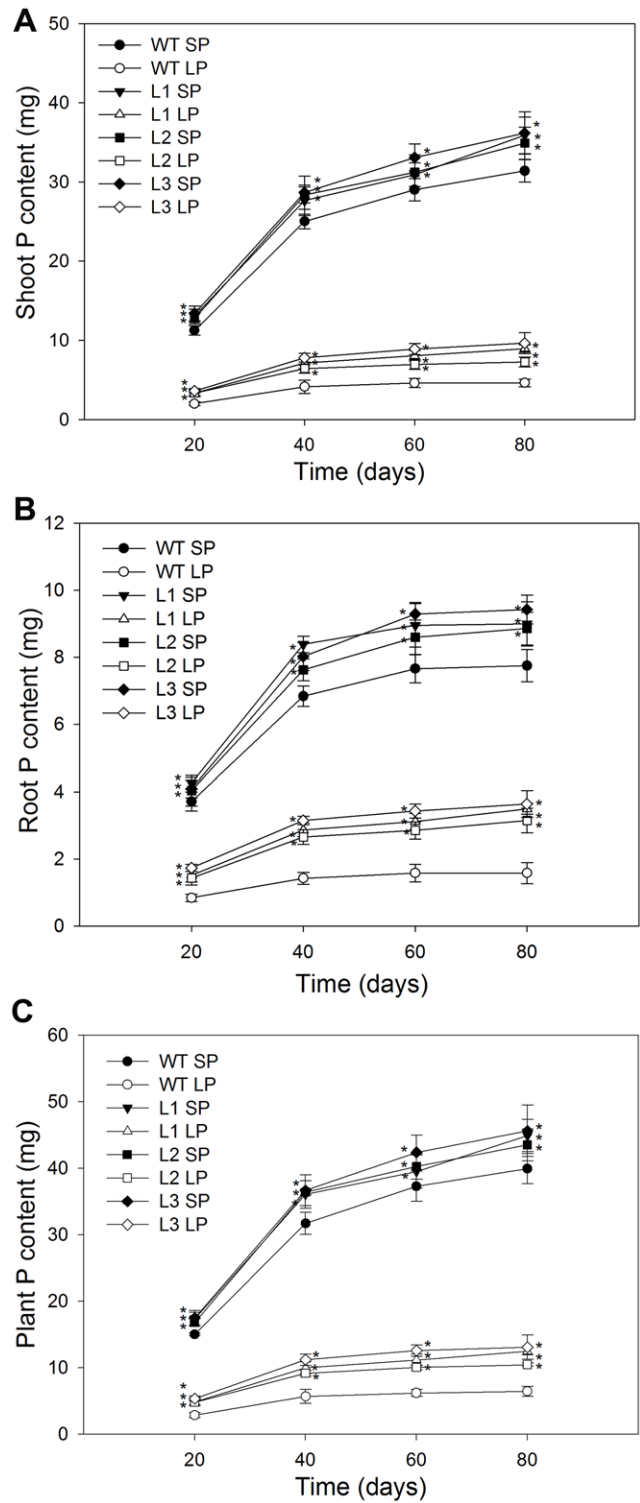 A
Shoot P content (mg)
50
40
30
20
10
0
WT SP
WT LP
L1 SP
L1 LP
L2 SP
L2 LP
L3 SP
L3 LP
20 40 60 80
Time (days)
B
Root P content (mg)
12
10
8
6
4
2
0
WT SP
WT LP
L1 SP
L1 LP
L2 SP
L2 LP
L3 SP
L3 LP
20 40 60 80
Time (days)
C
Plant P content (mg)
60
50
40
30
20
10
0
WT SP
WT LP
L1 SP
L1 LP
L2 SP
L2 LP
L3 SP
L3 LP
20 40 60 80
Time (days)